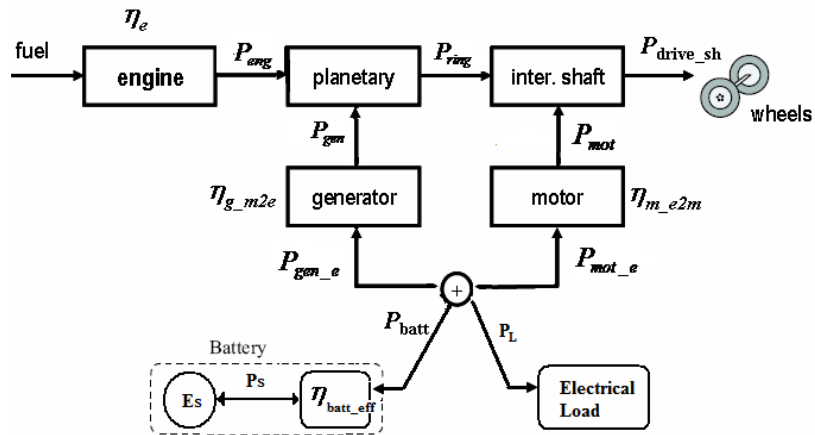 η_e
fuel
engine
P_eng
planetary
P_ring
inter. shaft
P_drive_sh
wheels
P_gen
P_mot
η_g_m2e
generator
motor
η_m_e2m
P_gen_e
+
P_mot_e
P_batt
P_L
Battery
Es
Ps
η_batt_eff
Electrical
Load